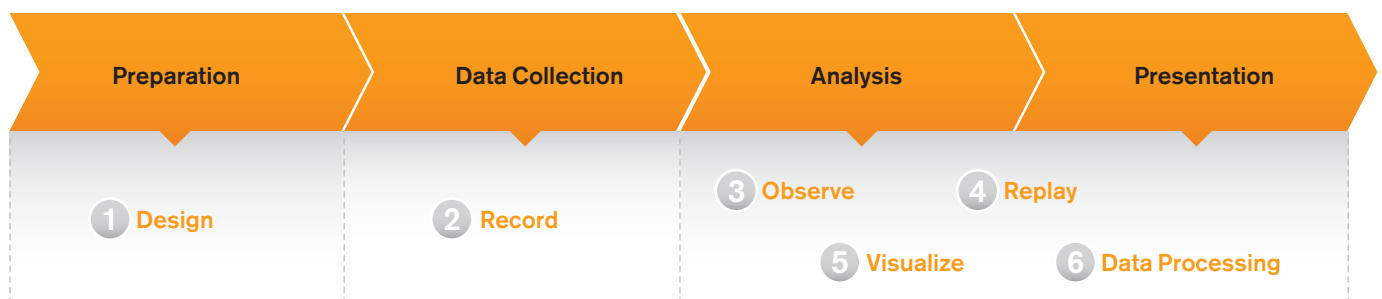 Preparation
Data Collection
Analysis
Presentation
1 Design
2 Record
3 Observe
4 Replay
5 Visualize
6 Data Processing